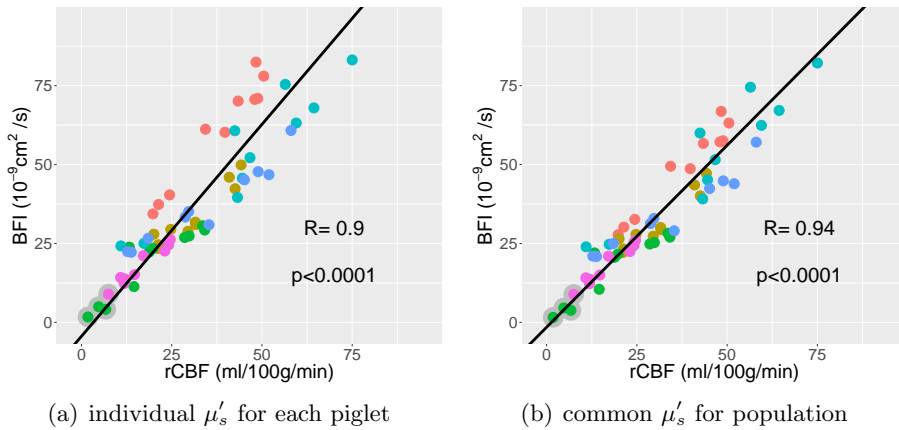 BFI (10⁻⁹cm² /s)
75
50
25
0
R= 0.9
p<0.0001
0
25
50
75
rCBF (ml/100g/min)
(a) individual μ′ₛ for each piglet
BFI (10⁻⁹cm² /s)
75
50
25
0
R= 0.94
p<0.0001
0
25
50
75
rCBF (ml/100g/min)
(b) common μ′ₛ for population